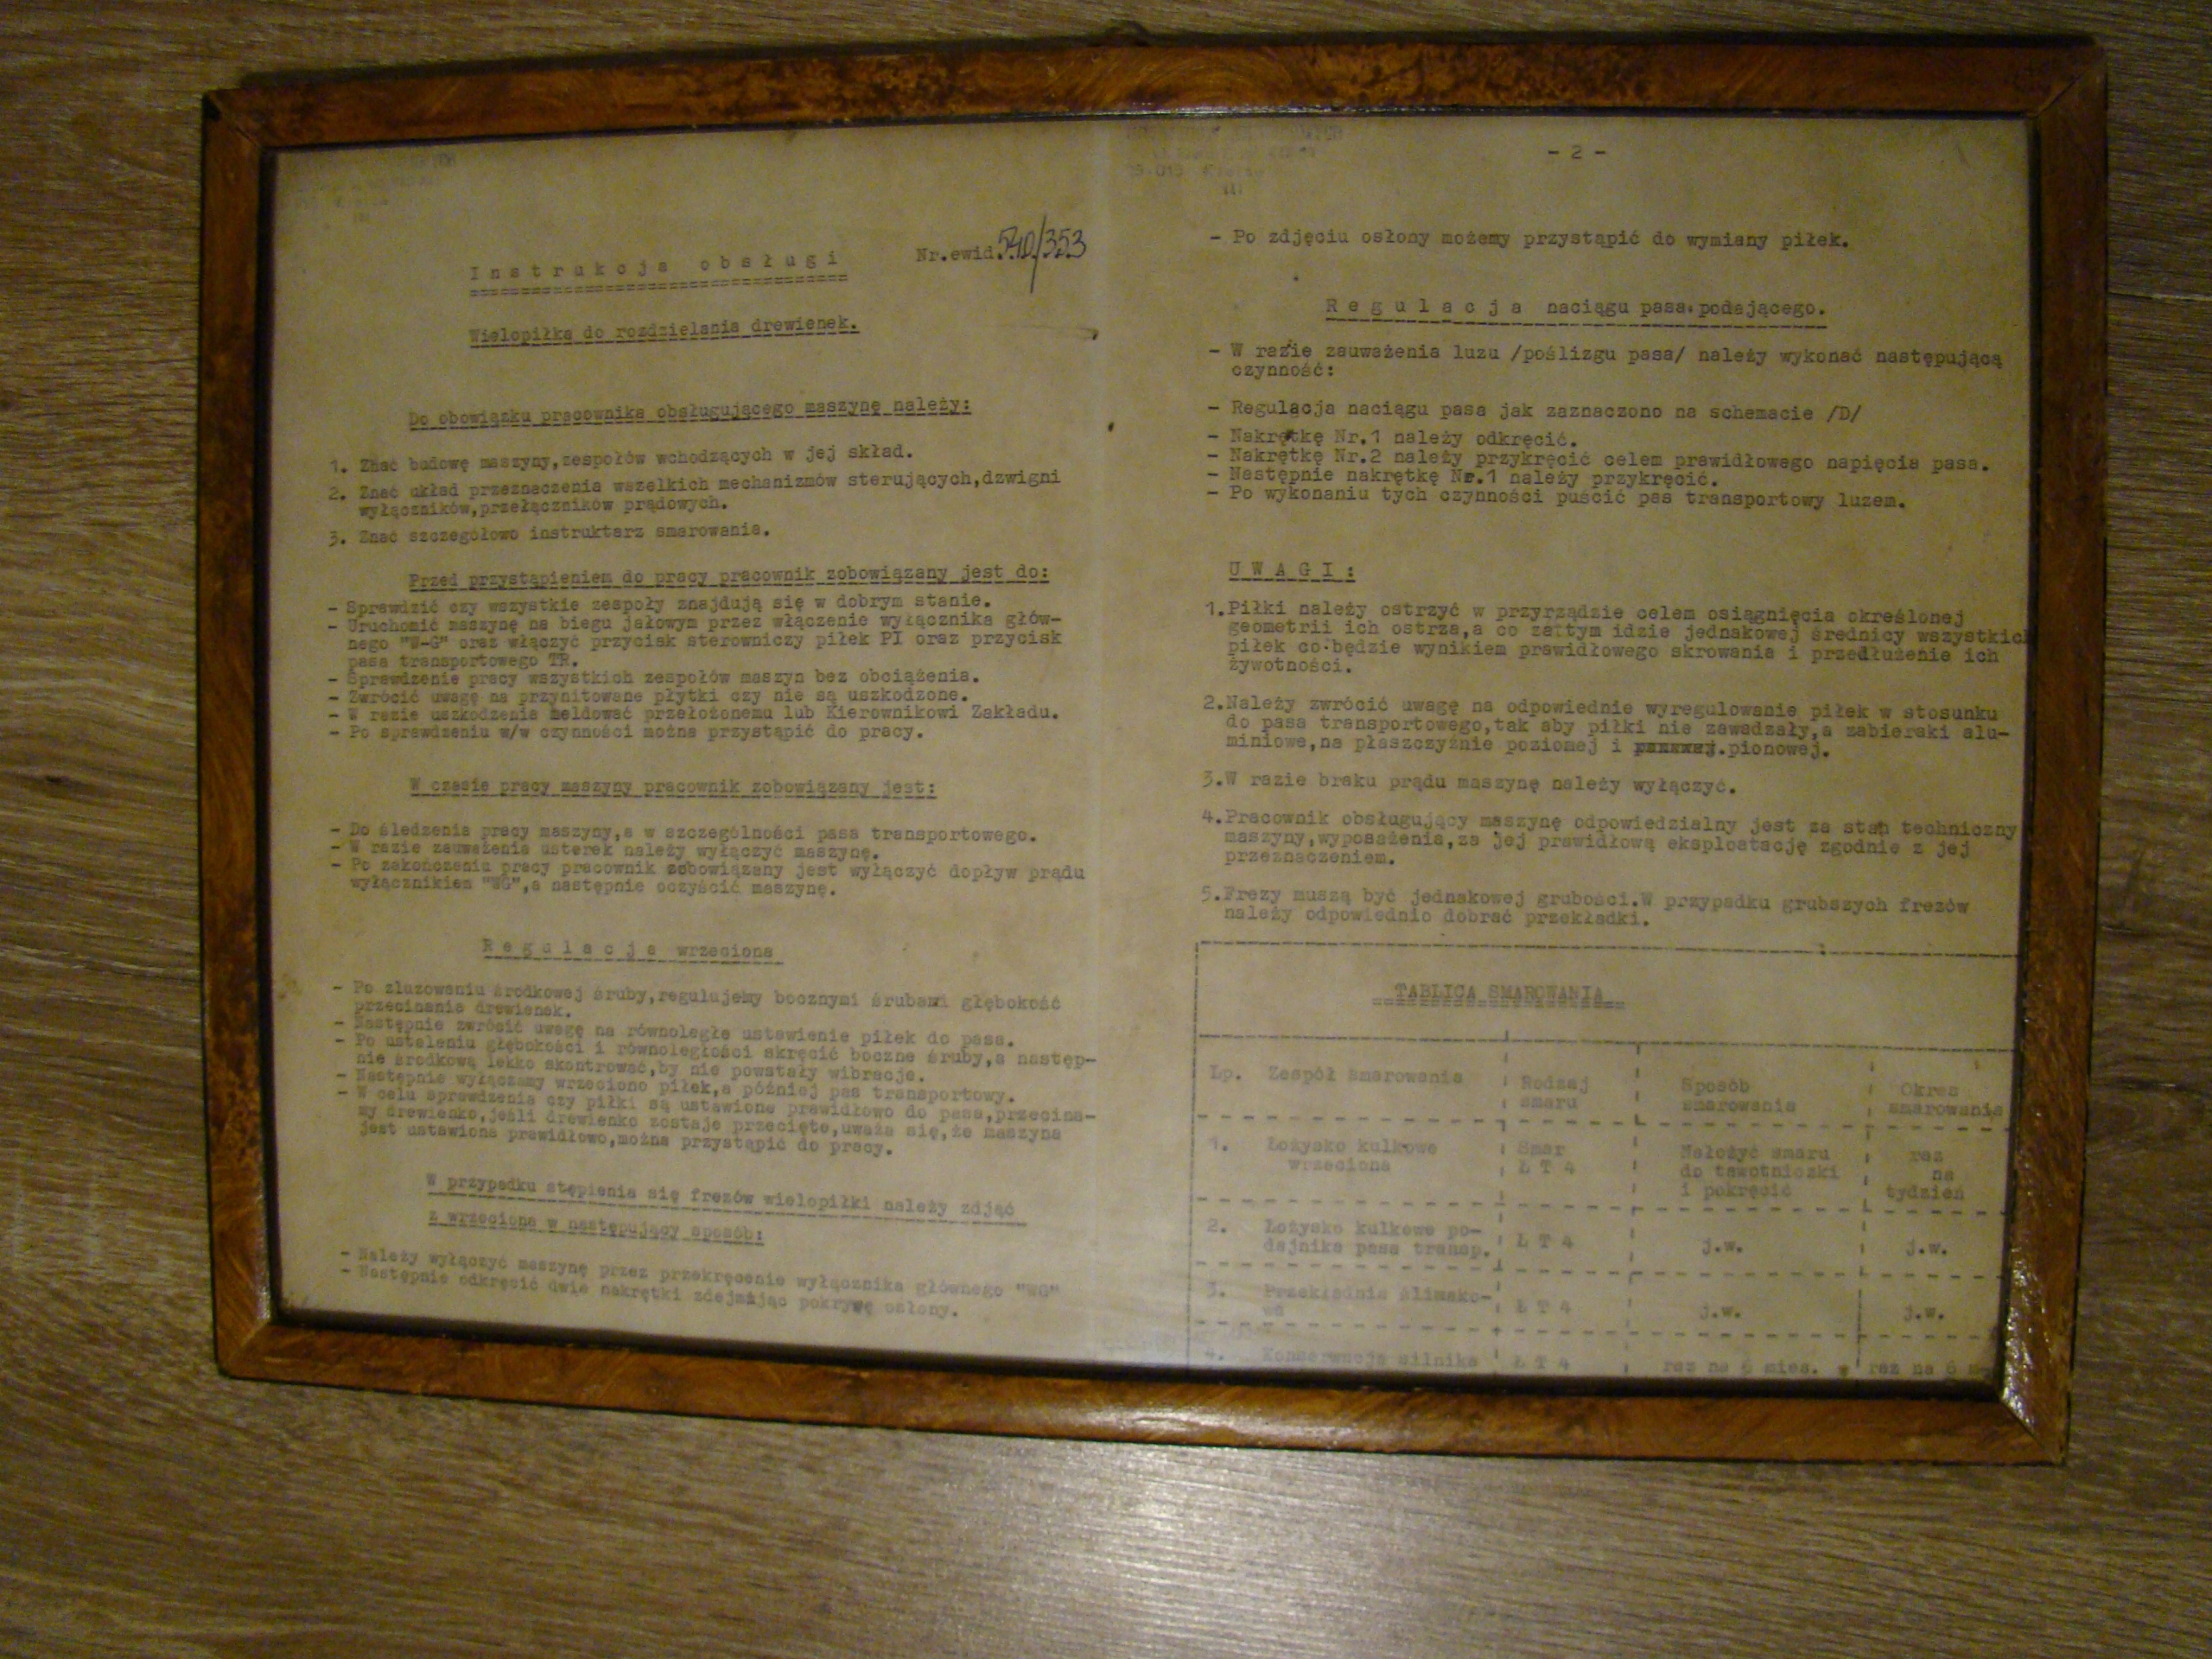 Instrukcja obsługi
Nr.ewid.540/353
Wielopiłka do rozdzielania drewienek.
Do obowiązku pracownika obsługującego maszynę należy:
1. Znać budowę maszyny,zespołów wchodzących w jej skład.
2. Znać układ przeznaczenia wszelkich mechanizmów sterujących,dzwigni
wyłączników,przełączników prądowych.
3. Znać szczegółowo instruktarz smarowania.
Przed przystąpieniem do pracy pracownik zobowiązany jest do:
- Sprawdzić czy wszystkie zespoły znajdują się w dobrym stanie.
- Uruchomić maszynę na biegu jałowym przez włączenie wyłącznika głów-
nego "W-G" oraz włączyć przycisk sterowniczy piłek PI oraz przycisk
pasa transportowego TR.
- Sprawdzenie pracy wszystkich zespołów maszyn bez obciążenia.
- Zwrócić uwagę na przynitowane płytki czy nie są uszkodzone.
- W razie uszkodzenia meldować przełożonemu lub Kierownikowi Zakładu.
- Po sprawdzeniu w/w czynności można przystąpić do pracy.
W czasie pracy maszyny pracownik zobowiązany jest:
- Do śledzenia pracy maszyny,a w szczególności pasa transportowego.
- W razie zauważenia usterek należy wyłączyć maszynę.
- Po zakończeniu pracy pracownik zobowiązany jest wyłączyć dopływ prądu
wyłącznikiem "WG",a następnie oczyścić maszynę.
Regulacja wrzeciona
- Po zluzowaniu środkowej śruby,regulujemy bocznymi śrubami głębokość
przecinania drewienek.
- Następnie zwrócić uwagę na równoległe ustawienie piłek do pasa.
- Po ustaleniu głębokości i równoległości skręcić boczne śruby,a następ-
nie środkową lekko skontrować,by nie powstały wibracje.
- Następnie wyłączamy wrzeciono piłek,a później pas transportowy.
- W celu sprawdzenia czy piłki są ustawione prawidłowo do pasa,przecina-
my drewienko,jeśli drewienko zostaje przecięte,uważa się,że maszyna
jest ustawiona prawidłowo,można przystąpić do pracy.
W przypadku stępienia się frezów wielopiłki należy zdjąć
z wrzeciona w następujący sposób:
- Należy wyłączyć maszynę przez przekręcenie wyłącznika głównego "WG"
- Następnie odkręcić dwie nakrętki zdejmując pokrywę osłony.
- 2 -
- Po zdjęciu osłony możemy przystąpić do wymiany piłek.
Regulacja naciągu pasa podającego.
- W razie zauważenia luzu /poślizgu pasa/ należy wykonać następującą
czynność:
- Regulacja naciągu pasa jak zaznaczono na schemacie /D/
- Nakrętkę Nr.1 należy odkręcić.
- Nakrętkę Nr.2 należy przykręcić celem prawidłowego napięcia pasa.
- Następnie nakrętkę Nr.1 należy przykręcić.
- Po wykonaniu tych czynności puścić pas transportowy luzem.
UWAGI:
1.Piłki należy ostrzyć w przyrządzie celem osiągnięcia określonej
geometrii ich ostrza,a co za tym idzie jednakowej średnicy wszystkich
piłek co będzie wynikiem prawidłowego skrowania i przedłużenie ich
żywotności.
2.Należy zwrócić uwagę na odpowiednie wyregulowanie piłek w stosunku
do pasa transportowego,tak aby piłki nie zawadzały,a zabieraki alu-
miniowe,na płaszczyźnie poziomej i pionowej.
3.W razie braku prądu maszynę należy wyłączyć.
4.Pracownik obsługujący maszynę odpowiedzialny jest za stan techniczny
maszyny,wyposażenia,za jej prawidłową eksploatację zgodnie z jej
przeznaczeniem.
5.Frezy muszą być jednakowej grubości.W przypadku grubszych frezów
należy odpowiednio dobrać przekładki.
TABLICA SMAROWANIA
Lp. Zespół smarowania Rodzaj smaru Sposób smarowania Okres smarowania
1. Łożysko kulkowe wrzeciona Smar ŁT4 Nałożyć smaru do tawotniczki i pokręcić raz na tydzień
2. Łożysko kulkowe po-dajnika pasa transp. ŁT4 j.w. j.w.
3. Przekładnia ślimako-wa ŁT4 j.w. j.w.
4. Konserwacja silnika ŁT4 raz na 6 mies. raz na 6 m